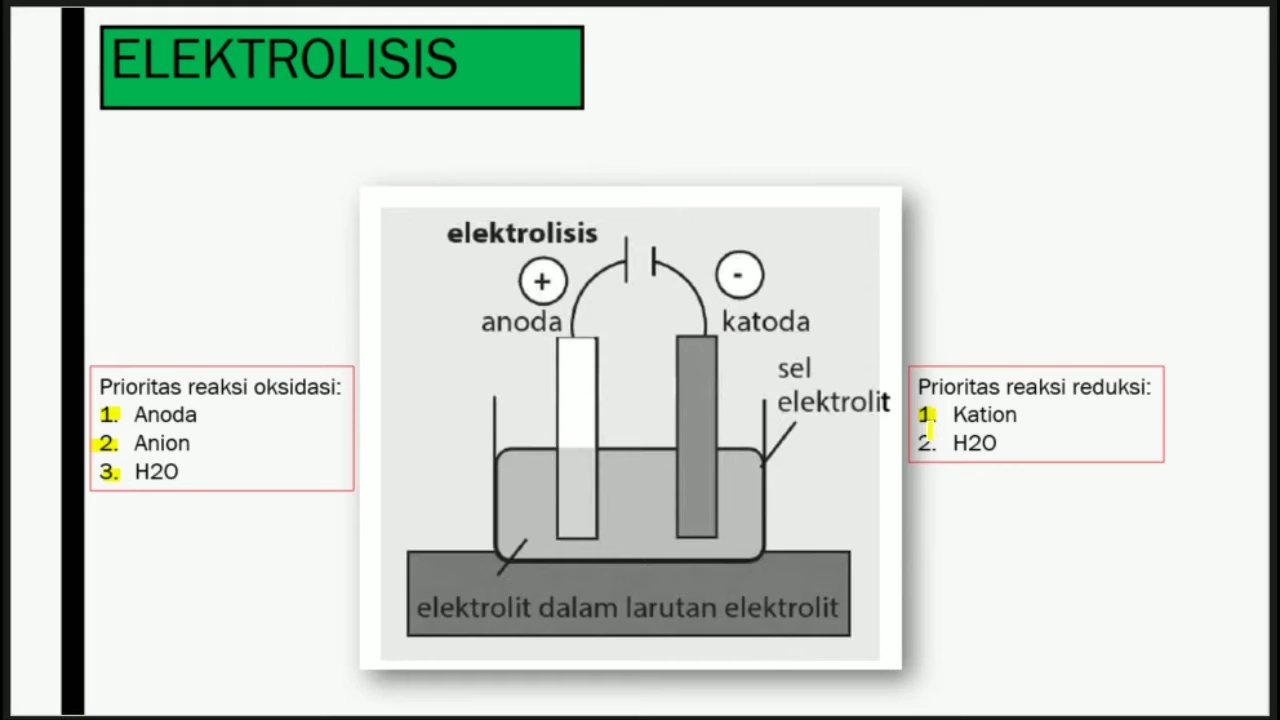 ELEKTROLISIS
elektrolisis
+
-
anoda
katoda
sel
elektrolit
Prioritas reaksi oksidasi:
1. Anoda
2. Anion
3. H2O
Prioritas reaksi reduksi:
1. Kation
2. H2O
elektrolit dalam larutan elektrolit